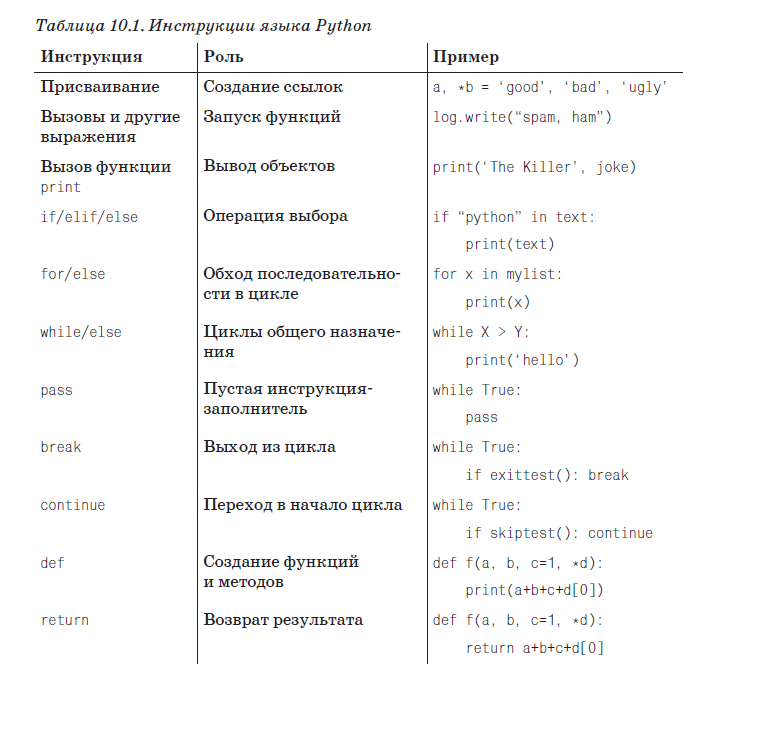 Таблица 10.1. Инструкции языка Python
Инструкция Роль Пример
Присваивание Создание ссылок a, *b = ‘good’, ‘bad’, ‘ugly’
Вызовы и другие Запуск функций log.write(“spam, ham”)
выражения
Вызов функции Вывод объектов print(‘The Killer’, joke)
print
if/elif/else Операция выбора if “python” in text:
print(text)
for/else Обход последовательно- for x in mylist:
сти в цикле
print(x)
while/else Циклы общего назначе- while X > Y:
ния
print(‘hello’)
pass Пустая инструкция- while True:
заполнитель
pass
break Выход из цикла while True:
if exittest(): break
continue Переход в начало цикла while True:
if skiptest(): continue
def Создание функций def f(a, b, c=1, *d):
и методов
print(a+b+c+d[0])
return Возврат результата def f(a, b, c=1, *d):
return a+b+c+d[0]